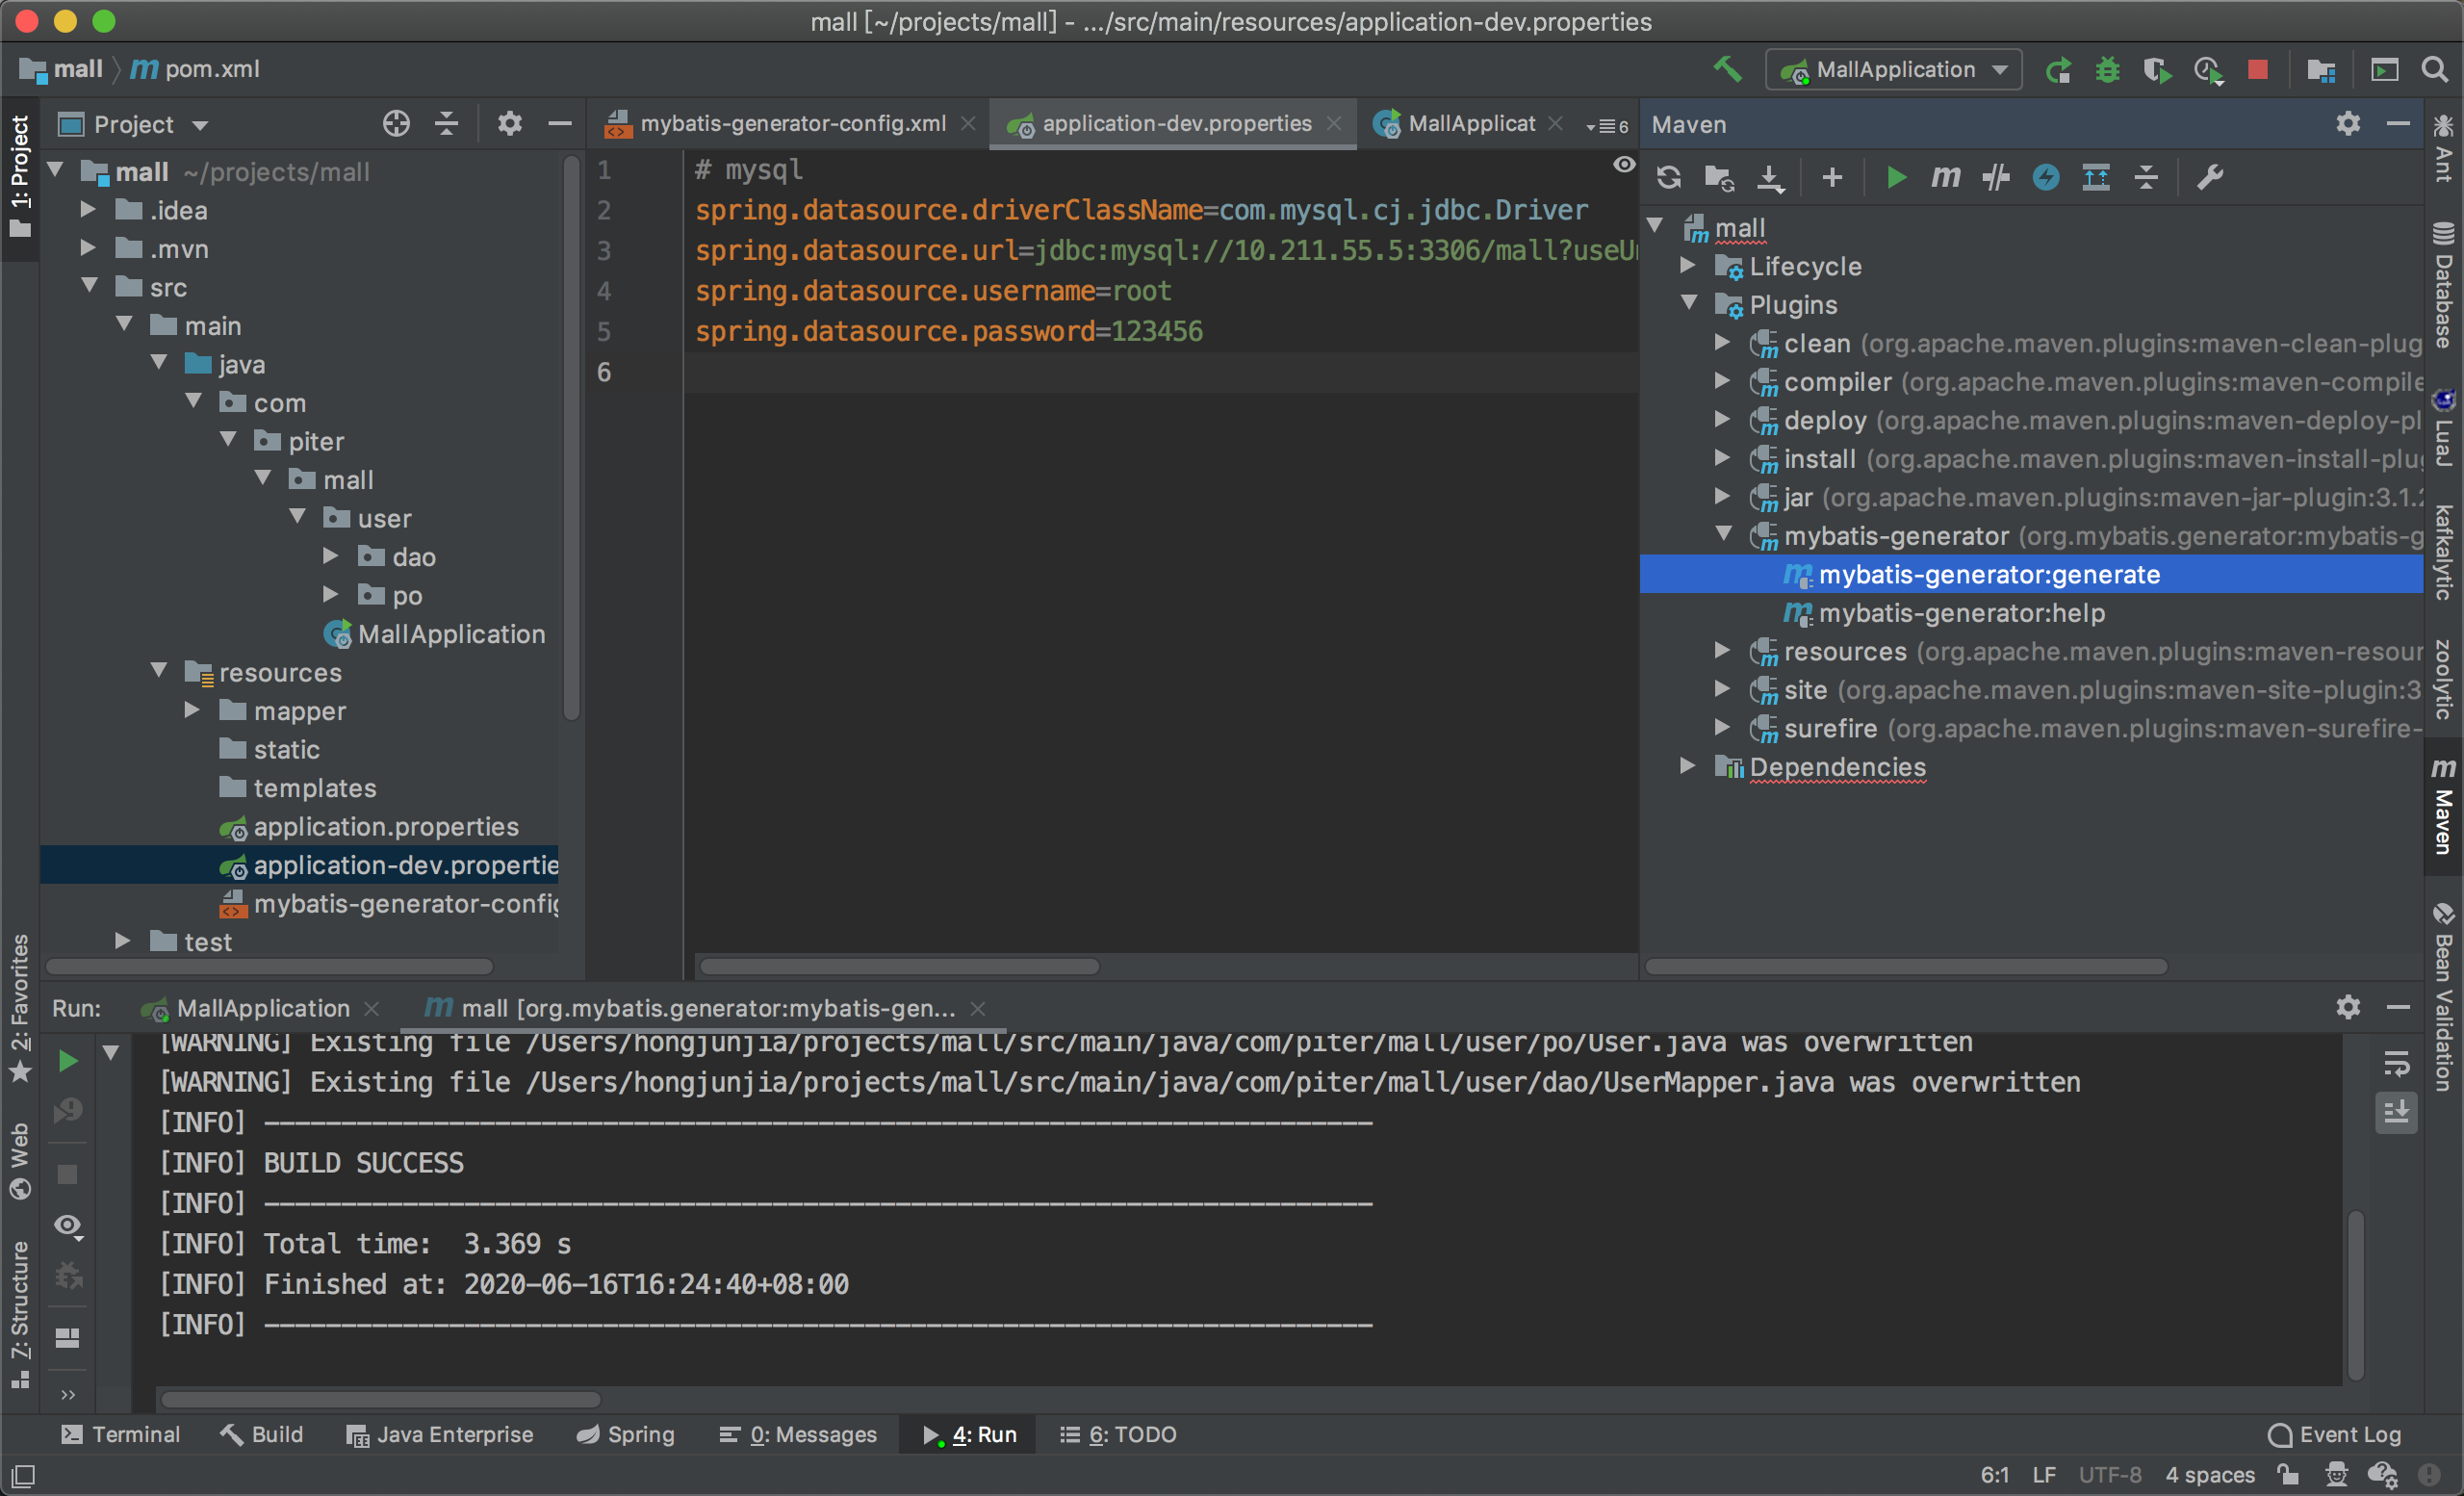 mall [~/projects/mall] - .../src/main/resources/application-dev.properties
mall
pom.xml
MallApplication
1: Project
Project
mall ~/projects/mall
.idea
.mvn
src
main
java
com
piter
mall
user
dao
po
MallApplication
resources
mapper
static
templates
application.properties
application-dev.propertie
mybatis-generator-config
test
mybatis-generator-config.xml
application-dev.properties
MallApplicat
6
1 # mysql
2 spring.datasource.driverClassName=com.mysql.cj.jdbc.Driver
3 spring.datasource.url=jdbc:mysql://10.211.55.5:3306/mall?useU
4 spring.datasource.username=root
5 spring.datasource.password=123456
6
Maven
mall
Lifecycle
Plugins
clean (org.apache.maven.plugins:maven-clean-plug
compiler (org.apache.maven.plugins:maven-compile
deploy (org.apache.maven.plugins:maven-deploy-pl
install (org.apache.maven.plugins:maven-install-plu
jar (org.apache.maven.plugins:maven-jar-plugin:3.1.2
mybatis-generator (org.mybatis.generator:mybatis-g
mybatis-generator:generate
mybatis-generator:help
resources (org.apache.maven.plugins:maven-resour
site (org.apache.maven.plugins:maven-site-plugin:3
surefire (org.apache.maven.plugins:maven-surefire-
Dependencies
Ant
Database
LuaJ
kafkalytic
zoolytic
Maven
Bean Validation
2: Favorites
Web
7: Structure
Run:
MallApplication
mall [org.mybatis.generator:mybatis-gen...
[WARNING] Existing file /Users/hongjunjia/projects/mall/src/main/java/com/piter/mall/user/po/User.java was overwritten
[WARNING] Existing file /Users/hongjunjia/projects/mall/src/main/java/com/piter/mall/user/dao/UserMapper.java was overwritten
[INFO] ------------------------------------------------------------------------
[INFO] BUILD SUCCESS
[INFO] ------------------------------------------------------------------------
[INFO] Total time:  3.369 s
[INFO] Finished at: 2020-06-16T16:24:40+08:00
[INFO] ------------------------------------------------------------------------
Terminal
Build
Java Enterprise
Spring
0: Messages
4: Run
6: TODO
Event Log
6:1 LF UTF-8 4 spaces